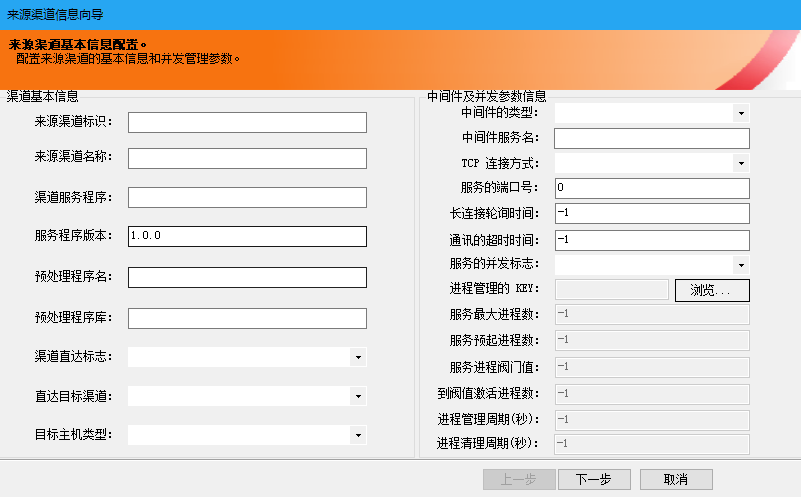 来源渠道信息向导
来源渠道基本信息配置。
配置来源渠道的基本信息和并发管理参数。
渠道基本信息
来源渠道标识：
来源渠道名称：
渠道服务程序：
服务程序版本： 1.0.0
预处理程序名：
预处理程序库：
渠道直达标志：
直达目标渠道：
目标主机类型：
中间件及并发参数信息
中间件的类型：
中间件服务名：
TCP 连接方式：
服务的端口号： 0
长连接轮询时间： -1
通讯的超时时间： -1
服务的并发标志：
进程管理的 KEY： 浏览...
服务最大进程数： -1
服务预起进程数： -1
服务进程阀门值： -1
到阀值激活进程数： -1
进程管理周期(秒)： -1
进程清理周期(秒)： -1
上一步 下一步 取消